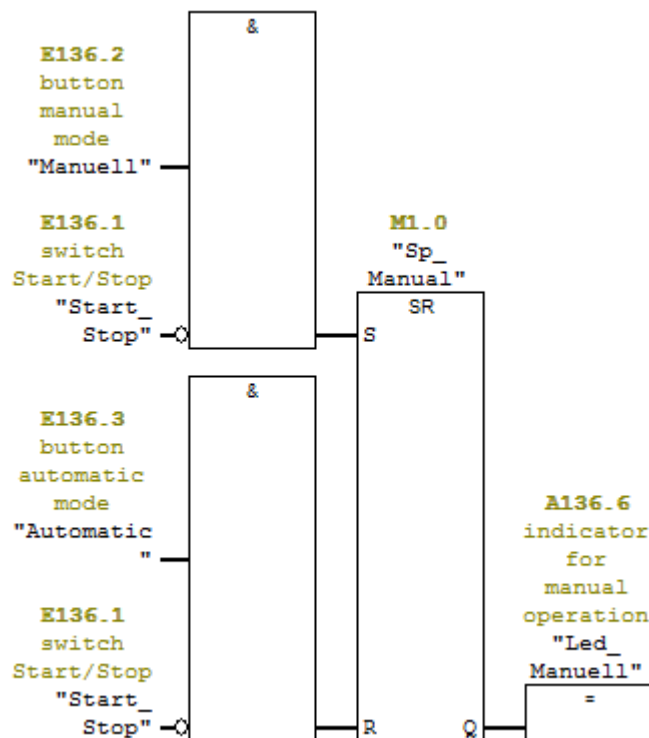 &
E136.2
button
manual
mode
"Manuell"
E136.1
switch
Start/Stop
"Start_
Stop"
M1.0
"Sp_
Manual"
SR
S
&
E136.3
button
automatic
mode
"Automatic
"
E136.1
switch
Start/Stop
"Start_
Stop"
R
Q
A136.6
indicator
for
manual
operation
"Led_
Manuell"
=